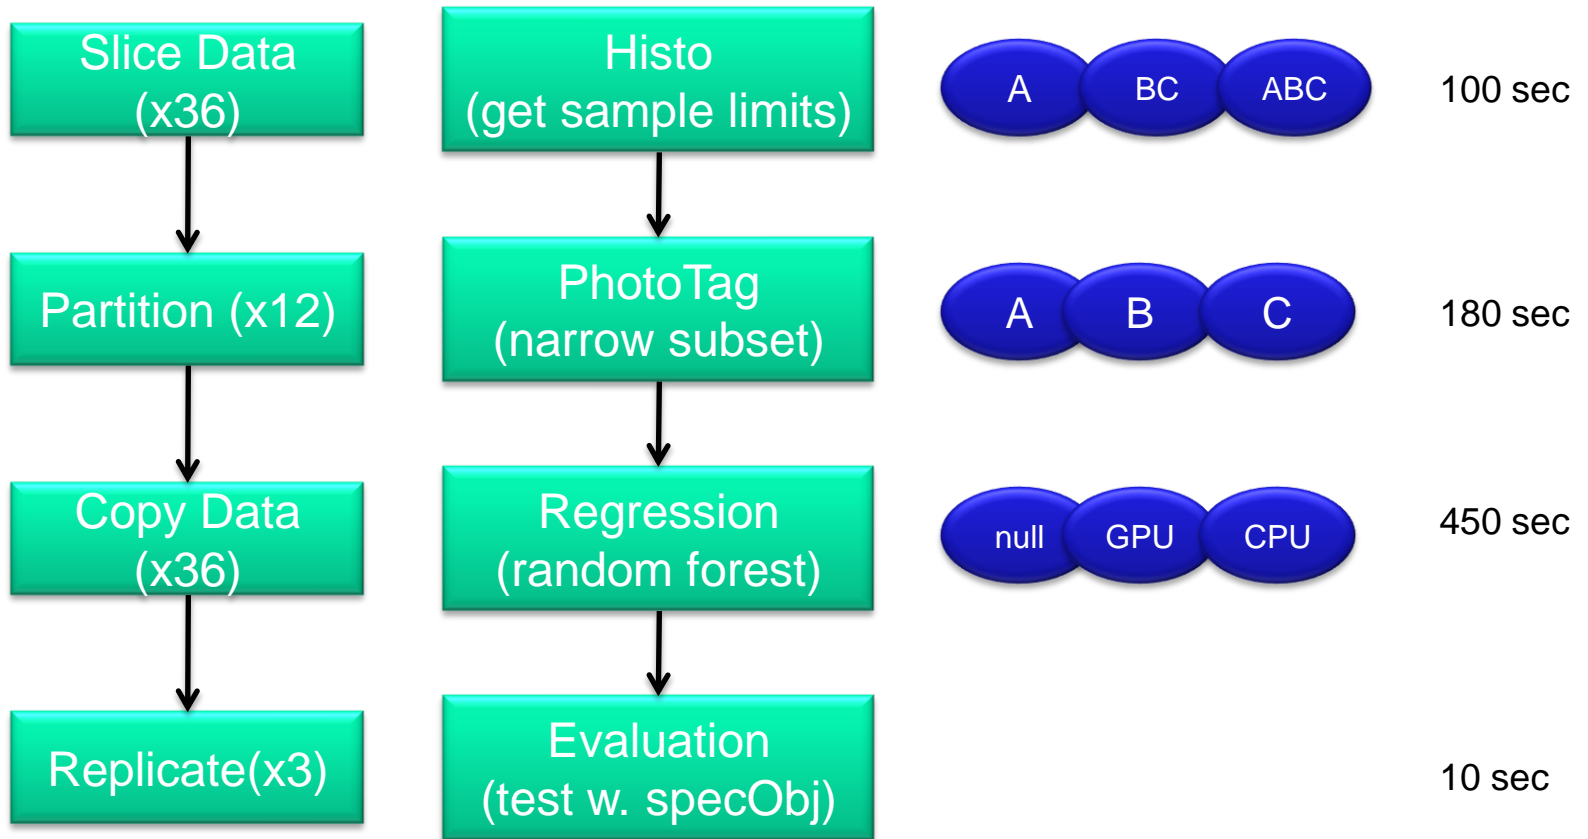 Slice Data
(x36)
Partition (x12)
Copy Data
(x36)
Replicate(x3)
Histo
(get sample limits)
PhotoTag
(narrow subset)
Regression
(random forest)
Evaluation
(test w. specObj)
A BC ABC
100 sec
A B C
180 sec
null GPU CPU
450 sec
10 sec